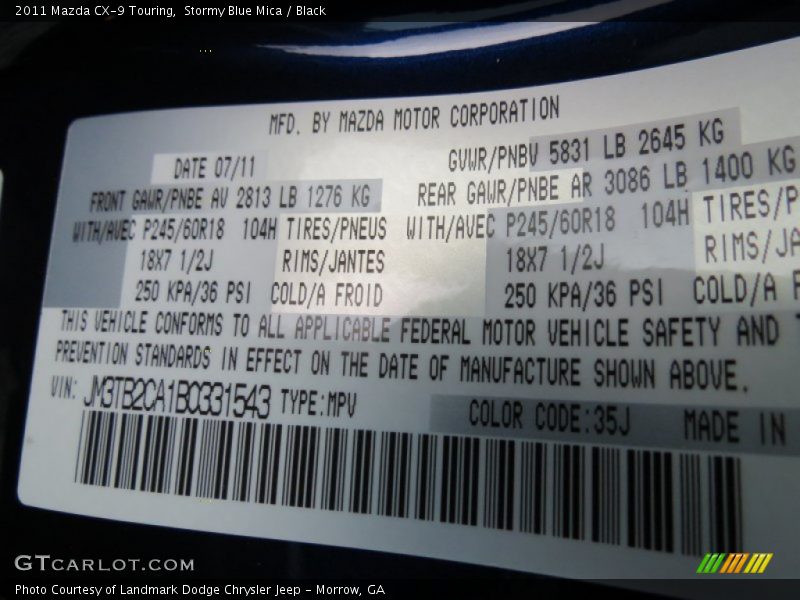 2011 Mazda CX-9 Touring,  Stormy Blue Mica / Black
MFD. BY MAZDA MOTOR CORPORATION
DATE 07/11 GVWR/PNBV 5831 LB 2645 KG
FRONT GAWR/PNBE AV 2813 LB 1276 KG REAR GAWR/PNBE AR 3086 LB 1400 KG
WITH/AVEC P245/60R18 104H TIRES/PNEUS WITH/AVEC P245/60R18 104H TIRES/P
18X7 1/2J RIMS/JANTES 18X7 1/2J RIMS/JA
250 KPA/36 PSI COLD/A FROID 250 KPA/36 PSI COLD/A F
THIS VEHICLE CONFORMS TO ALL APPLICABLE FEDERAL MOTOR VEHICLE SAFETY AND T
PREVENTION STANDARDS IN EFFECT ON THE DATE OF MANUFACTURE SHOWN ABOVE.
VIN: JM3TB2CA1B0331543 TYPE:MPV COLOR CODE:35J MADE IN
GTCARLOT.COM
Photo Courtesy of Landmark Dodge Chrysler Jeep - Morrow, GA